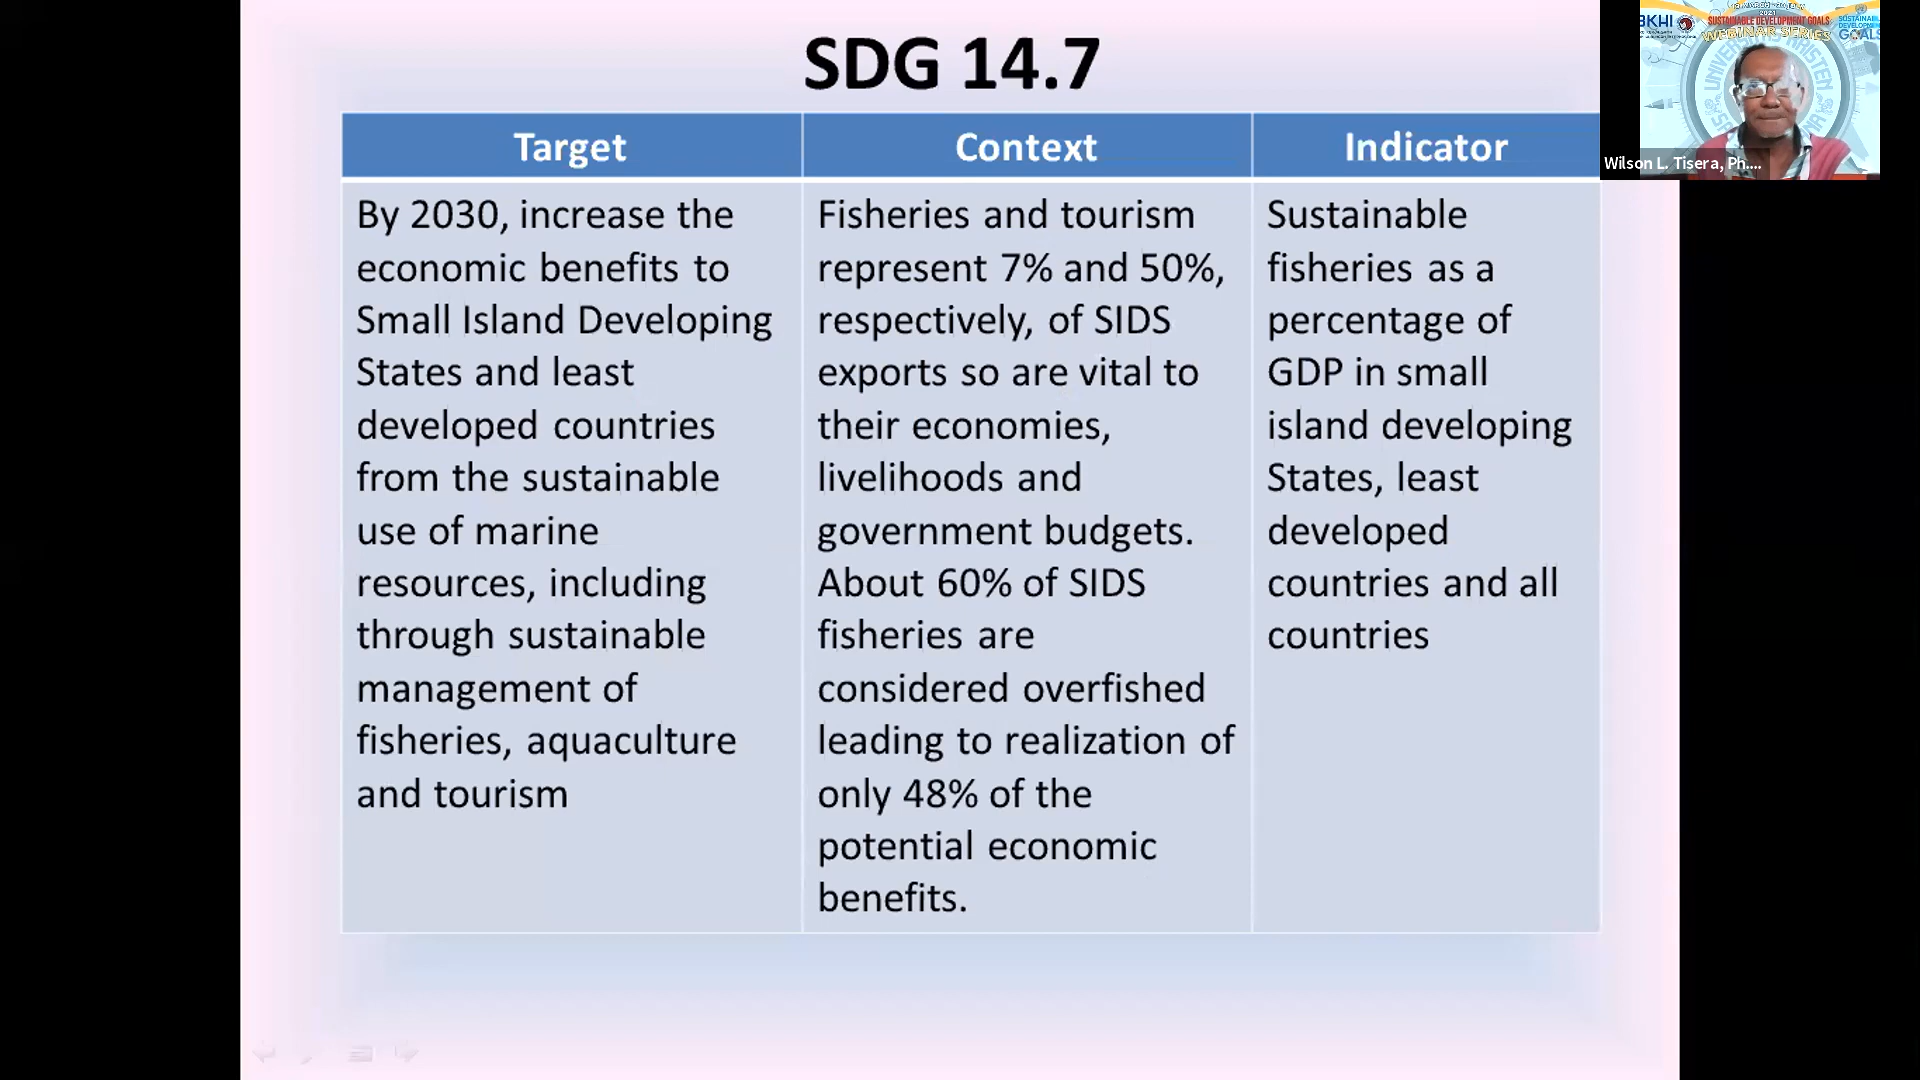 SDG 14.7
Target
By 2030, increase the
economic benefits to
Small Island Developing
States and least
developed countries
from the sustainable
use of marine
resources, including
through sustainable
management of
fisheries, aquaculture
and tourism
Context
Fisheries and tourism
represent 7% and 50%,
respectively, of SIDS
exports so are vital to
their economies,
livelihoods and
government budgets.
About 60% of SIDS
fisheries are
considered overfished
leading to realization of
only 48% of the
potential economic
benefits.
Indicator
Sustainable
fisheries as a
percentage of
GDP in small
island developing
States, least
developed
countries and all
countries
2021
BKHI
SUSTAINABLE DEVELOPMENT GOALS
WEBINAR SERIES
GOALS
Wilson L. Tisera, Ph....